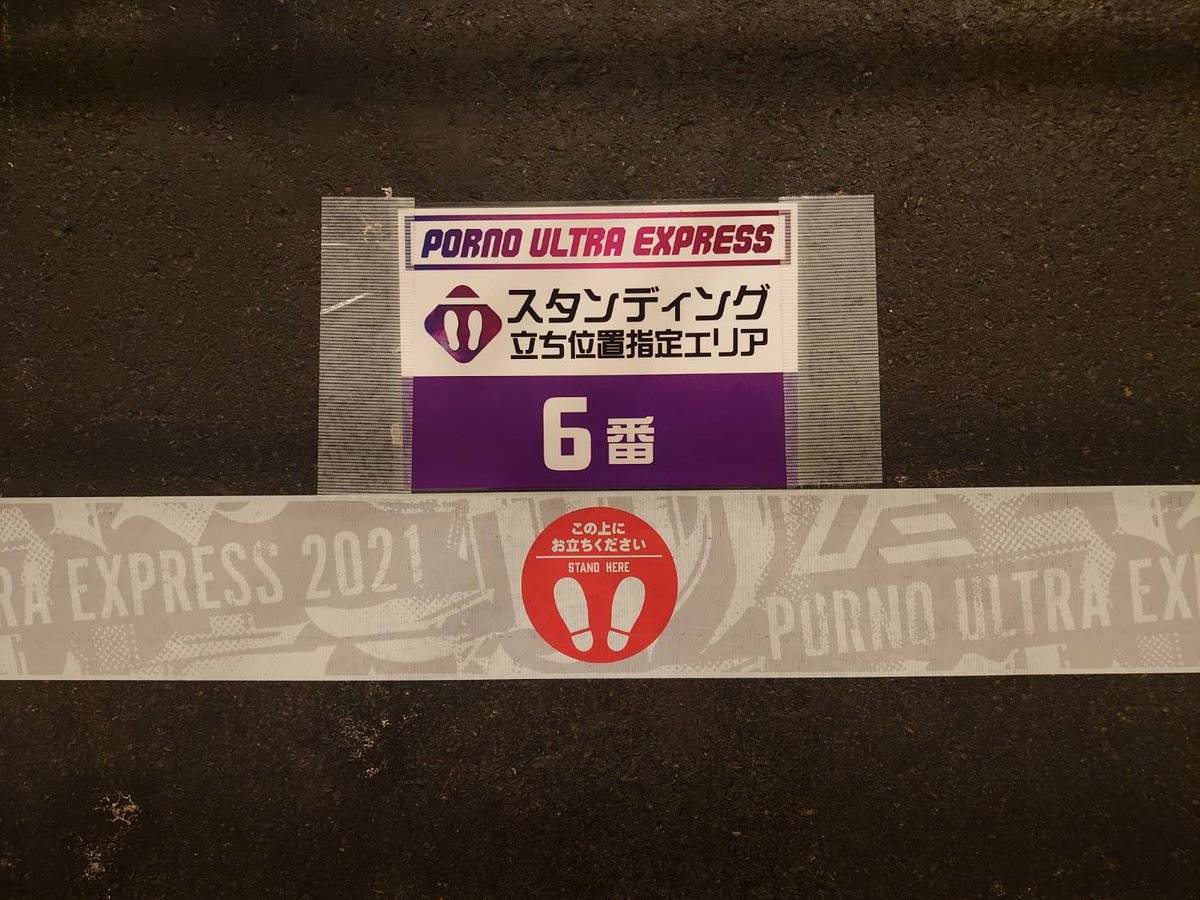 PORNO ULTRA EXPRESS
スタンディング
立ち位置指定エリア
6番
RA EXPRESS 2021
この上に
お立ちください
STAND HERE
PORNO ULTRA EX